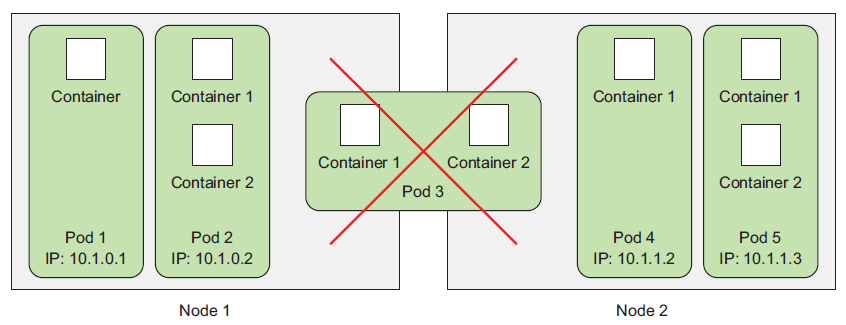 Container
Pod 1
IP: 10.1.0.1
Container 1
Container 2
Pod 2
IP: 10.1.0.2
Node 1
Container 1
Container 2
Pod 3
Container 1
Pod 4
IP: 10.1.1.2
Container 1
Container 2
Pod 5
IP: 10.1.1.3
Node 2